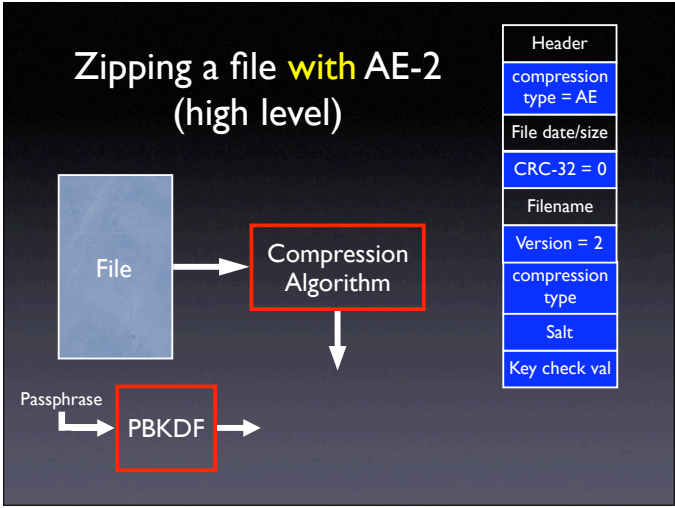 Zipping a file with AE-2
(high level)
File
Compression
Algorithm
Passphrase
PBKDF
Header
compression
type = AE
File date/size
CRC-32 = 0
Filename
Version = 2
compression
type
Salt
Key check val